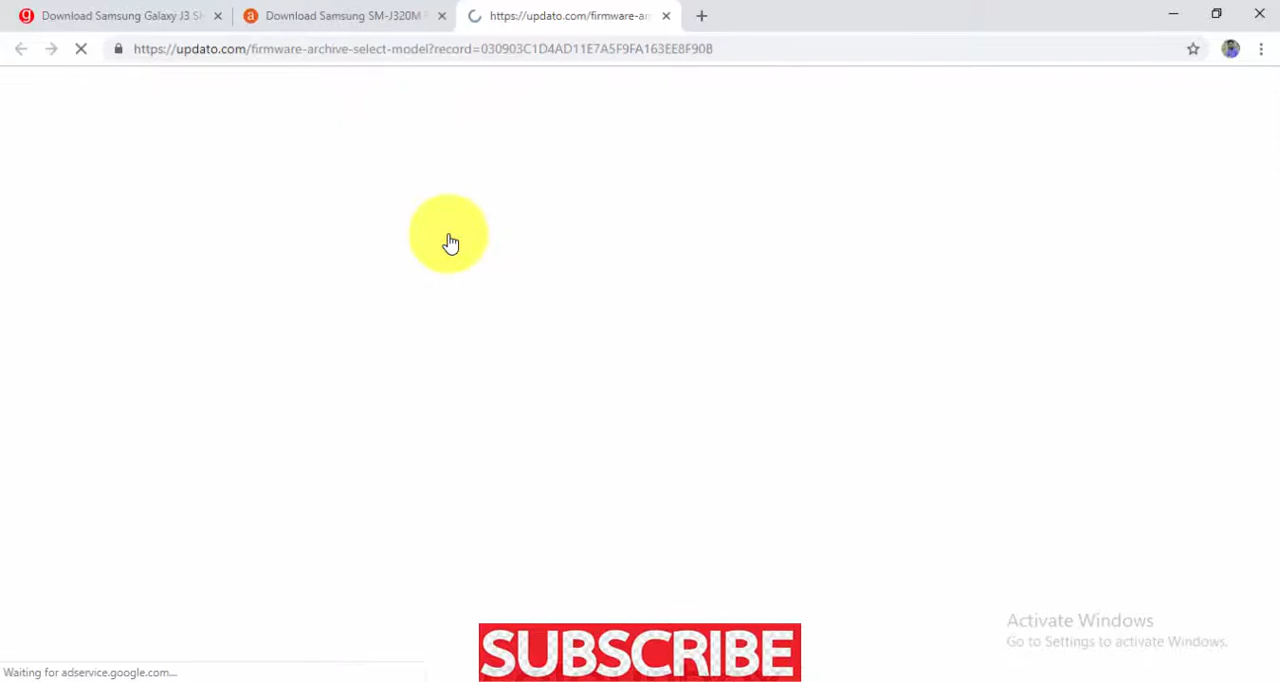 Download Samsung Galaxy J3 S
Download Samsung SM-J320M
https://updato.com/firmware-ar
https://updato.com/firmware-archive-select-model?record=030903C1D4AD11E7A5F9FA163EE8F90B
SUBSCRIBE
Activate Windows
Go to Settings to activate Windows.
Waiting for adservice.google.com...